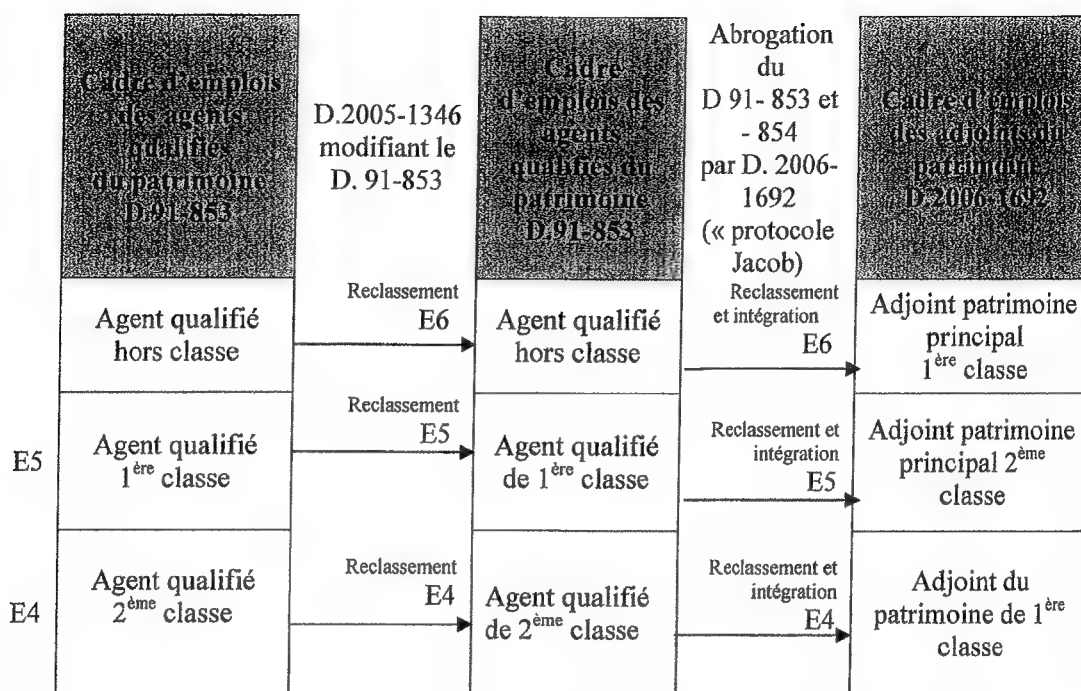 Cadre d'emplois
des agents
qualifiés
du patrimoine
D.91-853
D.2005-1346
modifiant le
D. 91-853
Cadre
d'emplois des
agents
qualifiés du
patrimoine
D.91-853
Abrogation
du
D 91- 853 et
- 854
par D. 2006-
1692
(« protocole
Jacob)
Cadre d'emplois
des adjoints du
patrimoine
D.2006-1692
Agent qualifié
hors classe
Reclassement
E6
Agent qualifié
hors classe
Reclassement
et intégration
E6
Adjoint patrimoine
principal
1ère classe
E5
Agent qualifié
1ère classe
Reclassement
E5
Agent qualifié
de 1ère classe
Reclassement et
intégration
E5
Adjoint patrimoine
principal 2ème
classe
E4
Agent qualifié
2ème classe
Reclassement
E4
Agent qualifié
de 2ème classe
Reclassement et
intégration
E4
Adjoint du
patrimoine de 1ère
classe